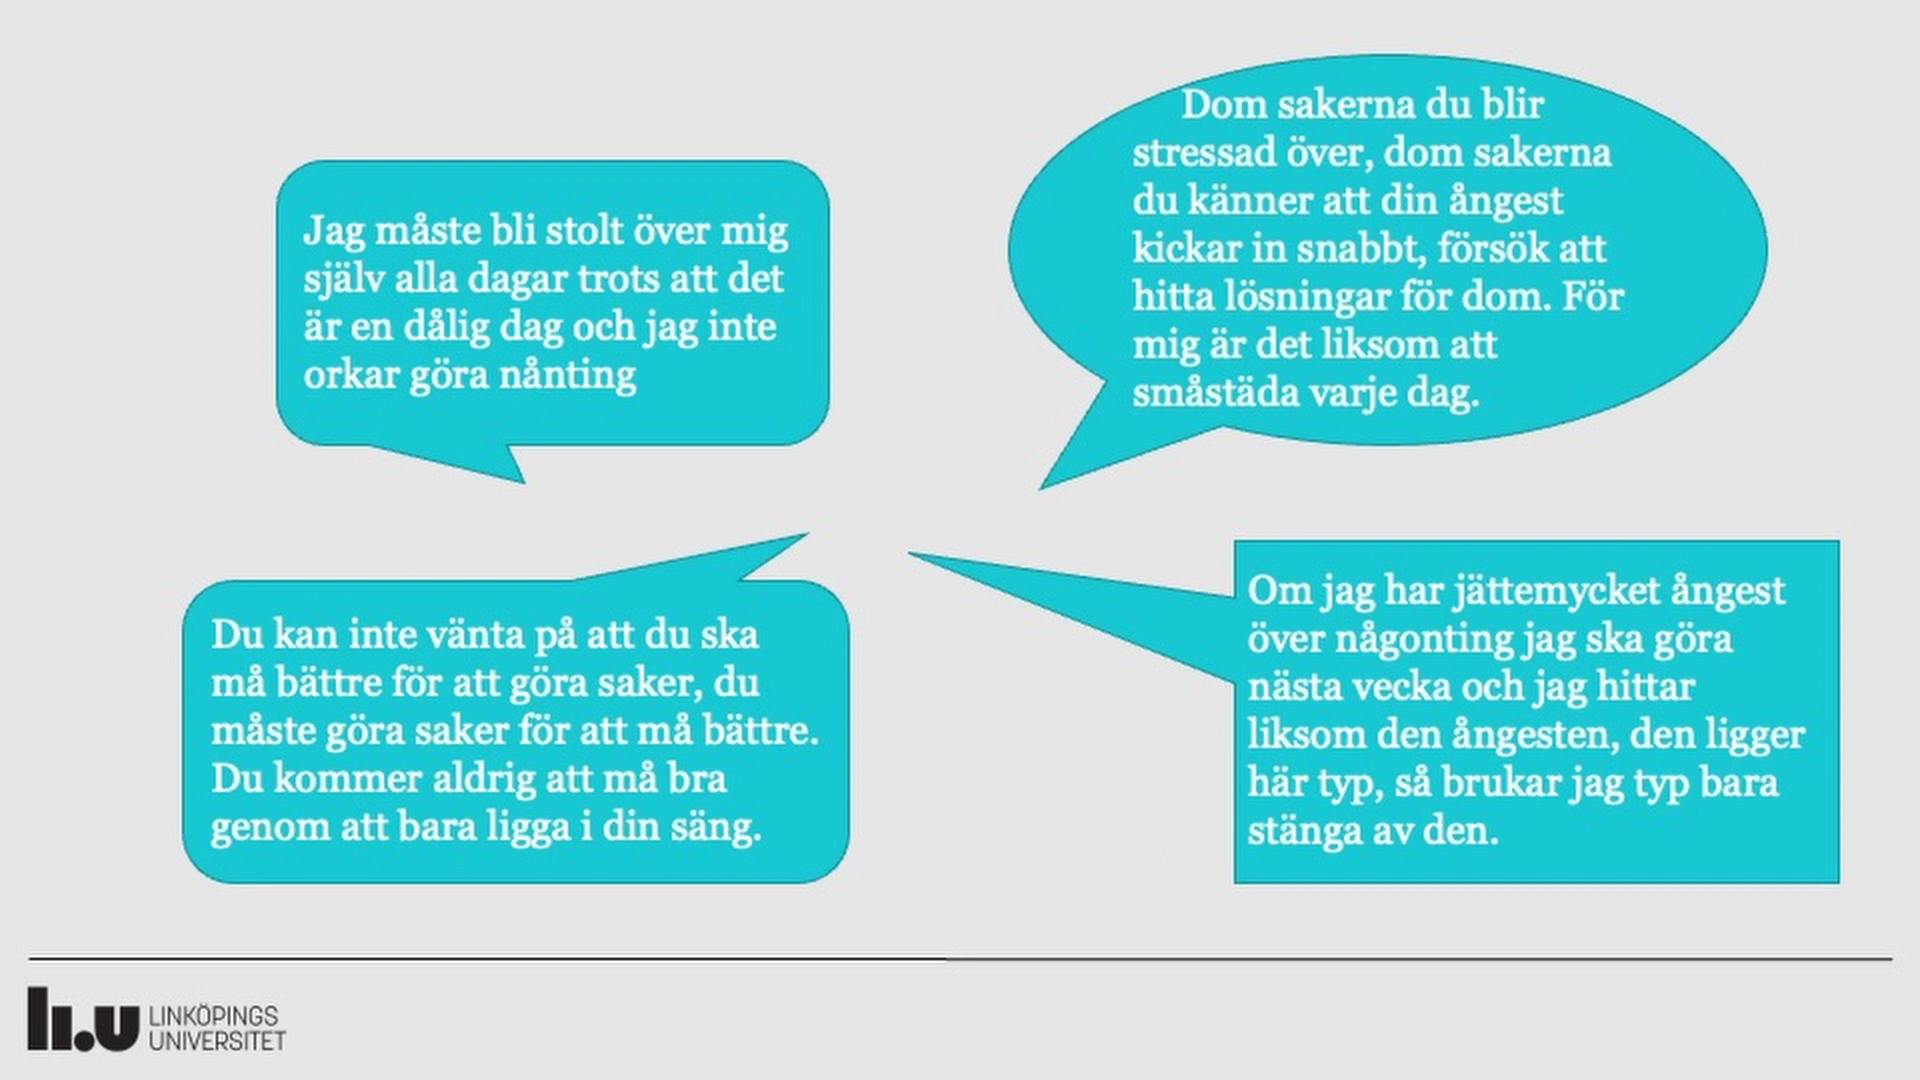 Jag måste bli stolt över mig
själv alla dagar trots att det
är en dålig dag och jag inte
orkar göra nånting
Dom sakerna du blir
stressad över, dom sakerna
du känner att din ångest
kickar in snabbt, försök att
hitta lösningar för dom. För
mig är det liksom att
småstäda varje dag.
Du kan inte vänta på att du ska
må bättre för att göra saker, du
måste göra saker för att må bättre.
Du kommer aldrig att må bra
genom att bara ligga i din säng.
Om jag har jättemycket ångest
över någonting jag ska göra
nästa vecka och jag hittar
liksom den ångesten, den ligger
här typ, så brukar jag typ bara
stänga av den.
li.u LINKÖPINGS
UNIVERSITET